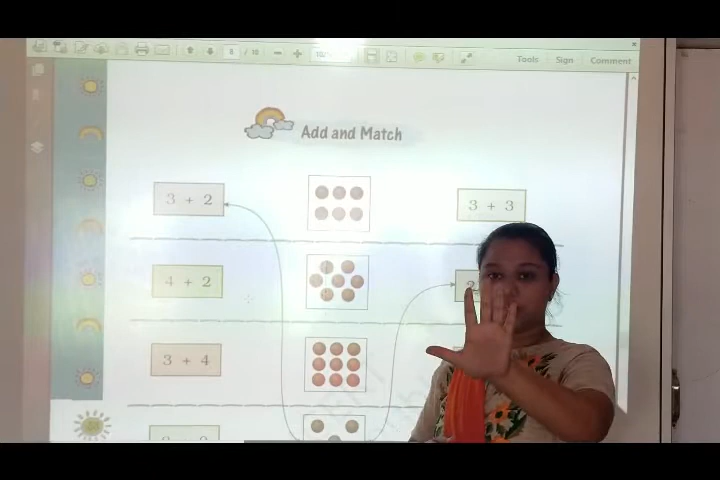 Tools Sign Comment
Add and Match
3 + 2
3 + 3
4 + 2
3 + 4